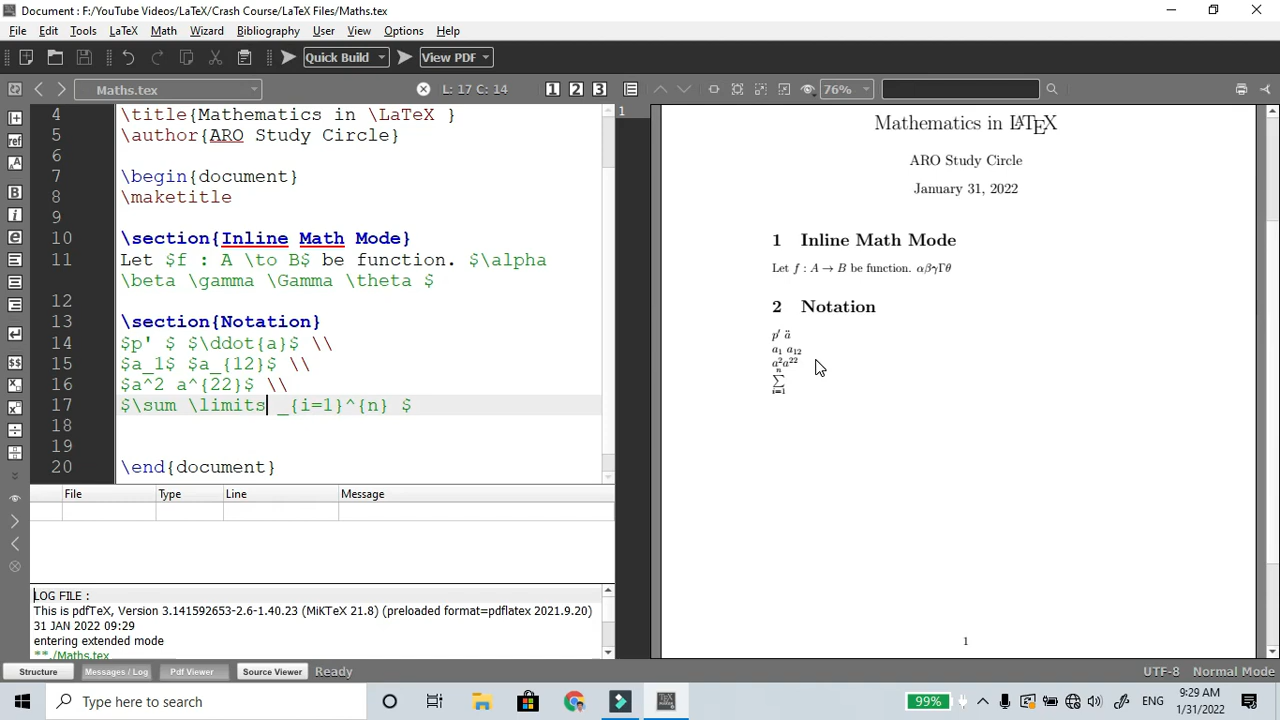 Document : F:/YouTube Videos/LaTeX/Crash Course/LaTeX Files/Maths.tex
File Edit Tools LaTeX Math Wizard Bibliography User View Options Help
Quick Build View PDF
Maths.tex L: 17 C: 14 1 2 3 76%
4 \title{Mathematics in \LaTeX }
5 \author{ARO Study Circle}
6
7 \begin{document}
8 \maketitle
9
10 \section{Inline Math Mode}
11 Let $f : A \to B$ be function. $\alpha
\beta \gamma \Gamma \theta $
12
13 \section{Notation}
14 $p' $ $\ddot{a}$ \\
15 $a_1$ $a_{12}$ \\
16 $a^2 a^{22}$ \\
17 $\sum \limits _{i=1}^{n} $
18
19
20 \end{document}
File Type Line Message
LOG FILE :
This is pdfTeX, Version 3.141592653-2.6-1.40.23 (MiKTeX 21.8) (preloaded format=pdflatex 2021.9.20)
31 JAN 2022 09:29
entering extended mode
**./Maths.tex
1
Mathematics in LATEX
ARO Study Circle
January 31, 2022
1 Inline Math Mode
Let f : A → B be function. αβγΓθ
2 Notation
p′ ä
a₁ a₁₂
a²a²²
n
∑
i=1
1
Structure Messages / Log Pdf Viewer Source Viewer Ready UTF-8 Normal Mode
Type here to search 99% ENG 9:29 AM
1/31/2022